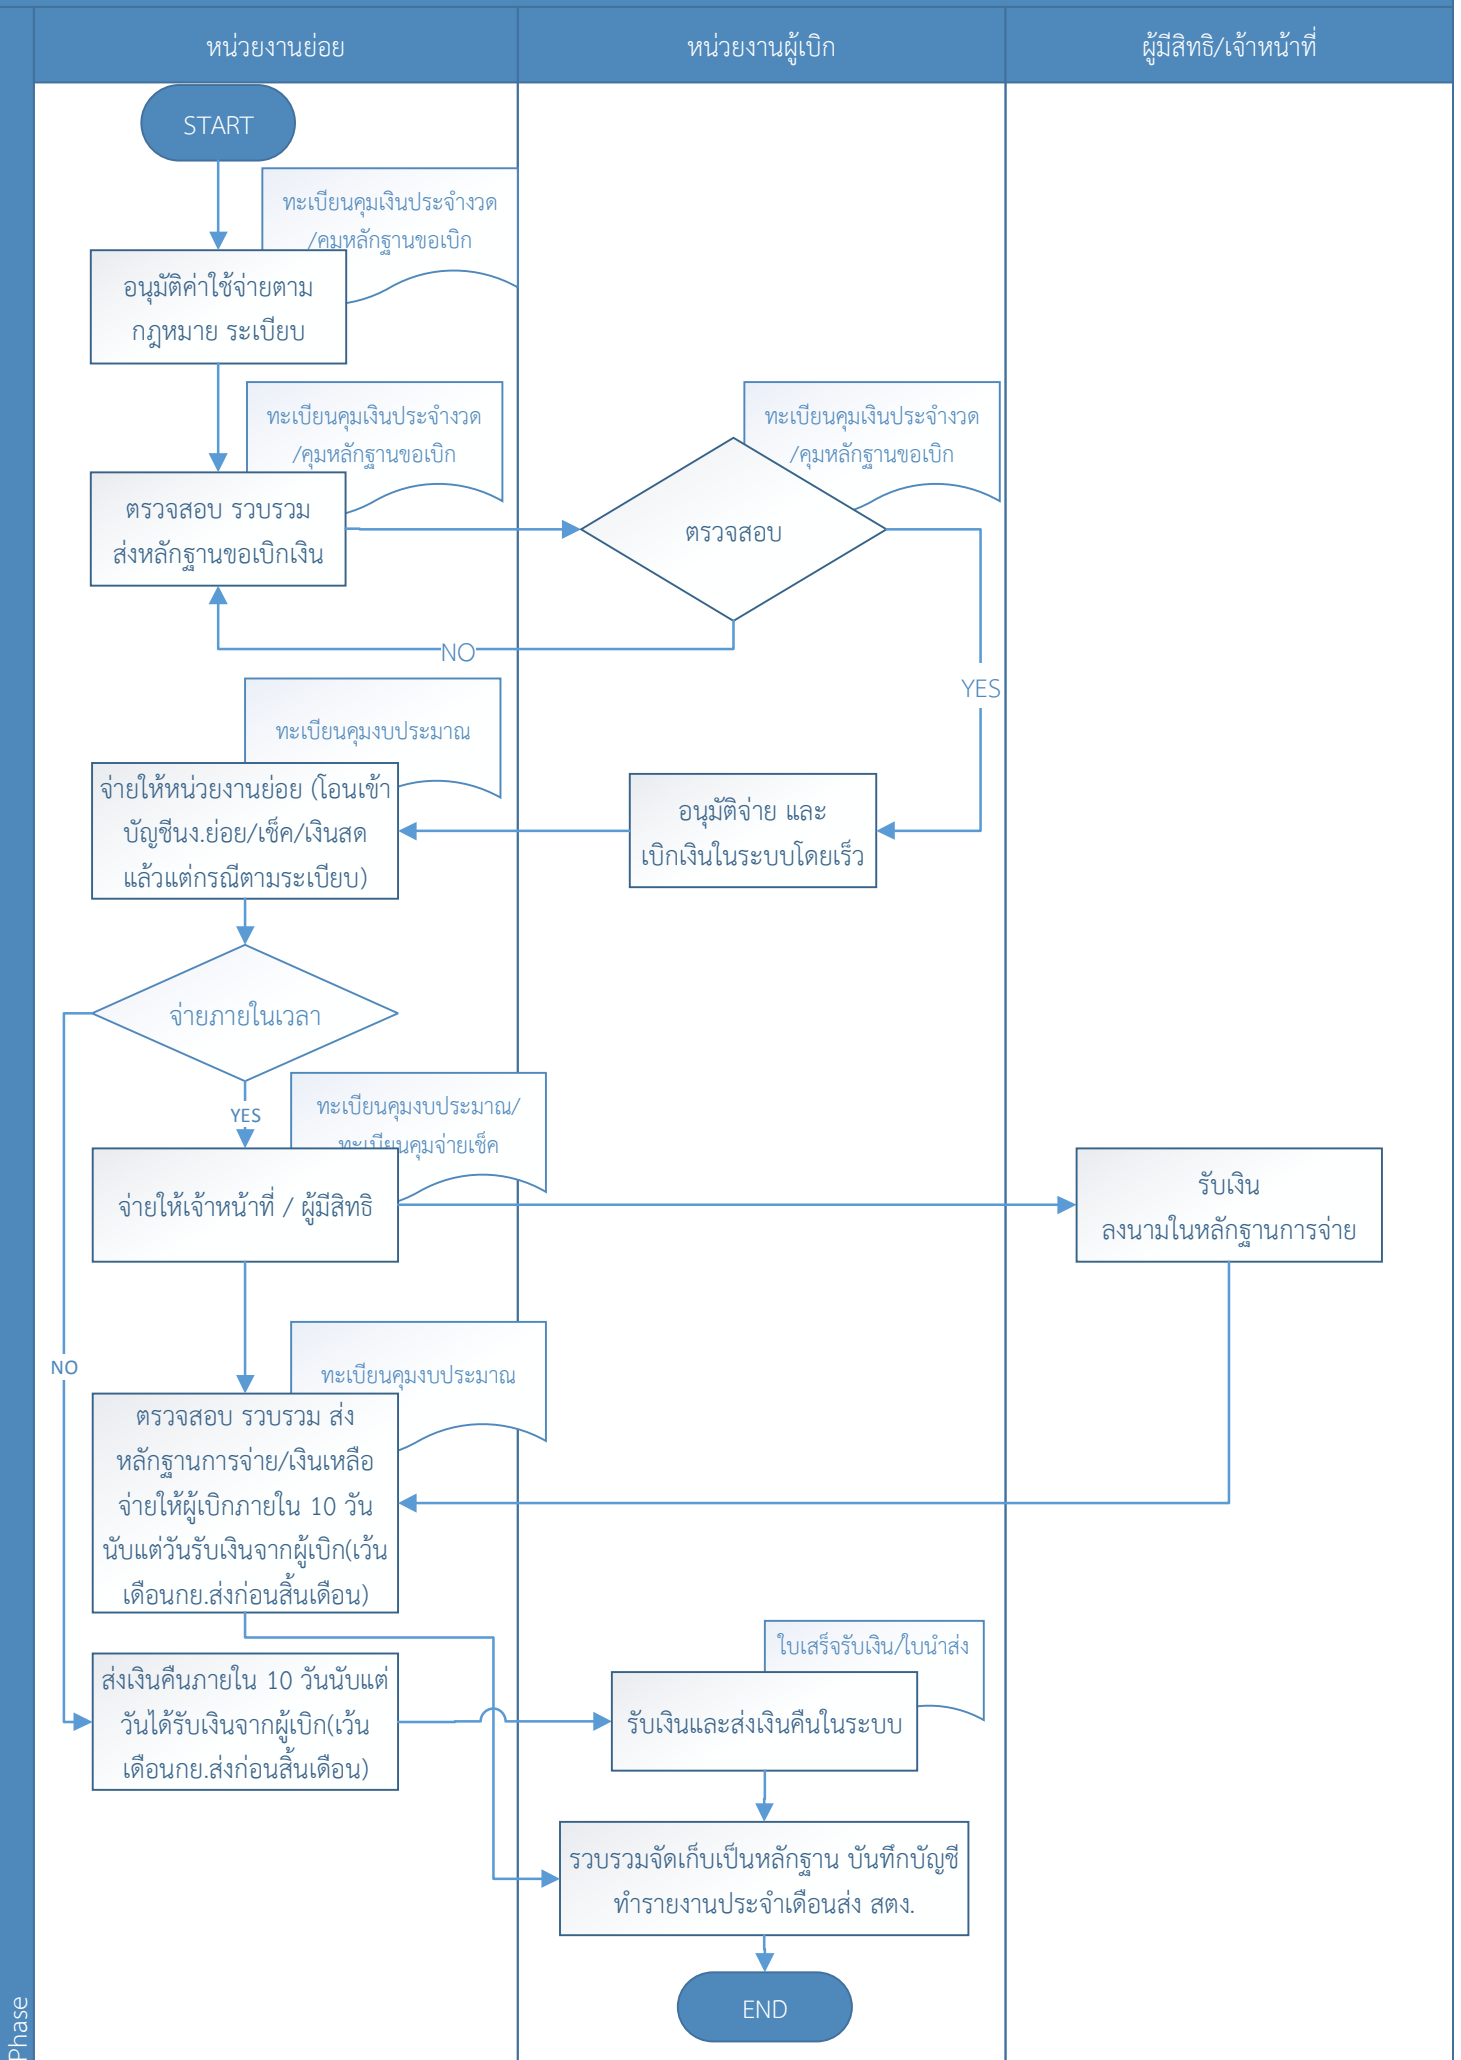 หน่วยงานย่อย
หน่วยงานผู้เบิก
ผู้มีสิทธิ/เจ้าหน้าที่
START
ทะเบียนคุมเงินประจำงวด
/คุมหลักฐานขอเบิก
อนุมัติค่าใช้จ่ายตาม
กฎหมาย ระเบียบ
ทะเบียนคุมเงินประจำงวด
/คุมหลักฐานขอเบิก
ตรวจสอบ รวบรวม
ส่งหลักฐานขอเบิกเงิน
ทะเบียนคุมเงินประจำงวด
/คุมหลักฐานขอเบิก
ตรวจสอบ
NO
YES
ทะเบียนคุมงบประมาณ
จ่ายให้หน่วยงานย่อย (โอนเข้า
บัญชีนง.ย่อย/เช็ค/เงินสด
แล้วแต่กรณีตามระเบียบ)
อนุมัติจ่าย และ
เบิกเงินในระบบโดยเร็ว
จ่ายภายในเวลา
YES
ทะเบียนคุมงบประมาณ/
ทะเบียนคุมจ่ายเช็ค
จ่ายให้เจ้าหน้าที่ / ผู้มีสิทธิ
รับเงิน
ลงนามในหลักฐานการจ่าย
NO
ทะเบียนคุมงบประมาณ
ตรวจสอบ รวบรวม ส่ง
หลักฐานการจ่าย/เงินเหลือ
จ่ายให้ผู้เบิกภายใน 10 วัน
นับแต่วันรับเงินจากผู้เบิก(เว้น
เดือนกย.ส่งก่อนสิ้นเดือน)
ใบเสร็จรับเงิน/ใบนำส่ง
ส่งเงินคืนภายใน 10 วันนับแต่
วันได้รับเงินจากผู้เบิก(เว้น
เดือนกย.ส่งก่อนสิ้นเดือน)
รับเงินและส่งเงินคืนในระบบ
รวบรวมจัดเก็บเป็นหลักฐาน บันทึกบัญชี
ทำรายงานประจำเดือนส่ง สตง.
END
Phase